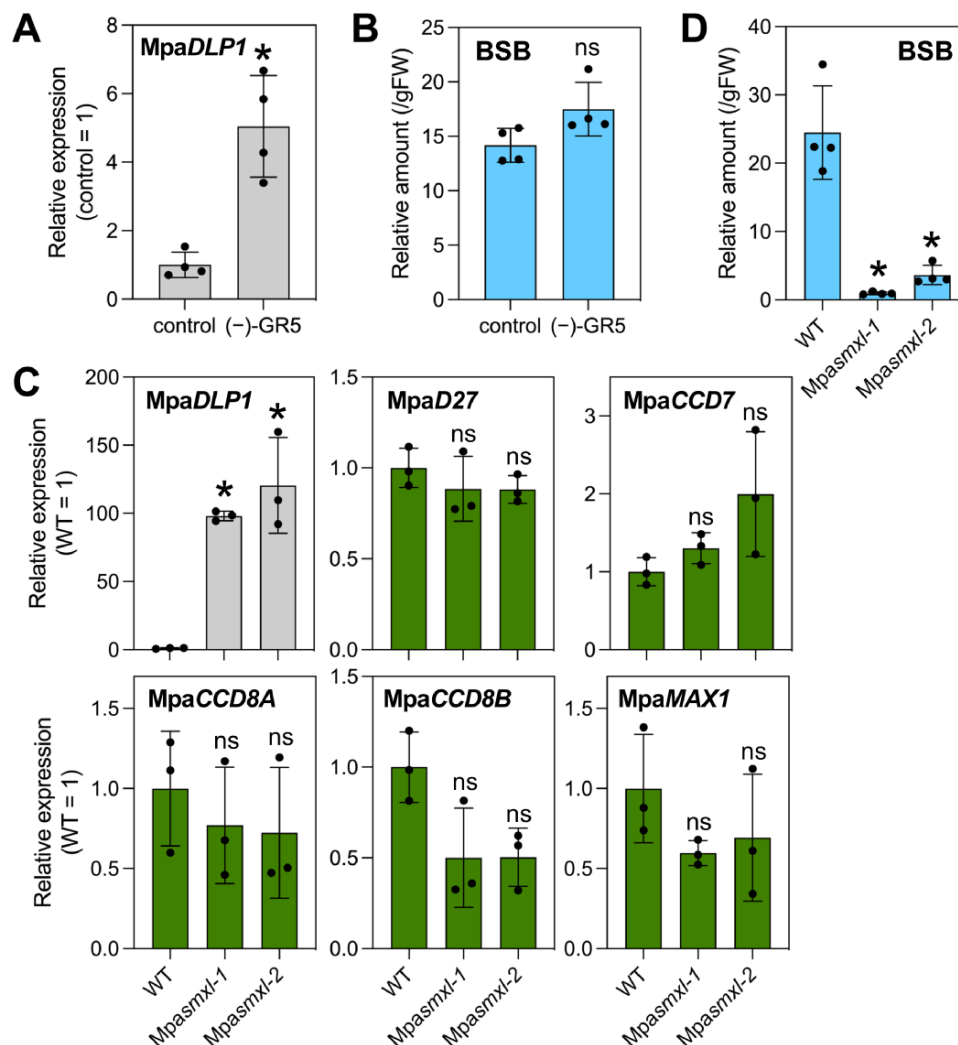 A
MpaDLP1
Relative expression
(control = 1)
8
6
4
2
0
*
control
(−)-GR5
B
BSB
Relative amount (/gFW)
25
20
15
10
5
0
ns
control
(−)-GR5
D
BSB
Relative amount (/gFW)
40
30
20
10
0
*
*
WT
Mpasmxl-1
Mpasmxl-2
C
Relative expression
(WT = 1)
MpaDLP1
200
150
100
50
0
*
*
MpaD27
1.5
1.0
0.5
0.0
ns
ns
MpaCCD7
3
2
1
0
ns
ns
Relative expression
(WT = 1)
MpaCCD8A
1.5
1.0
0.5
0.0
ns
ns
WT
Mpasmxl-1
Mpasmxl-2
MpaCCD8B
1.0
0.5
0.0
ns
ns
WT
Mpasmxl-1
Mpasmxl-2
MpaMAX1
1.5
1.0
0.5
0.0
ns
ns
WT
Mpasmxl-1
Mpasmxl-2